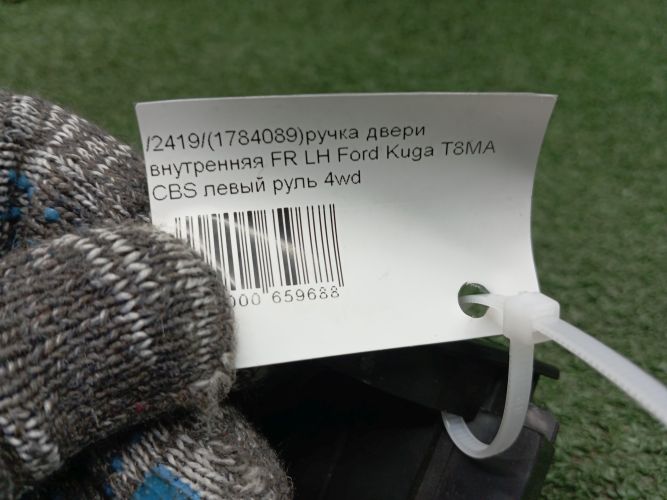 /2419/(1784089)ручка двери
внутренняя FR LH Ford Kuga T8MA
CBS левый руль 4wd
000 659688